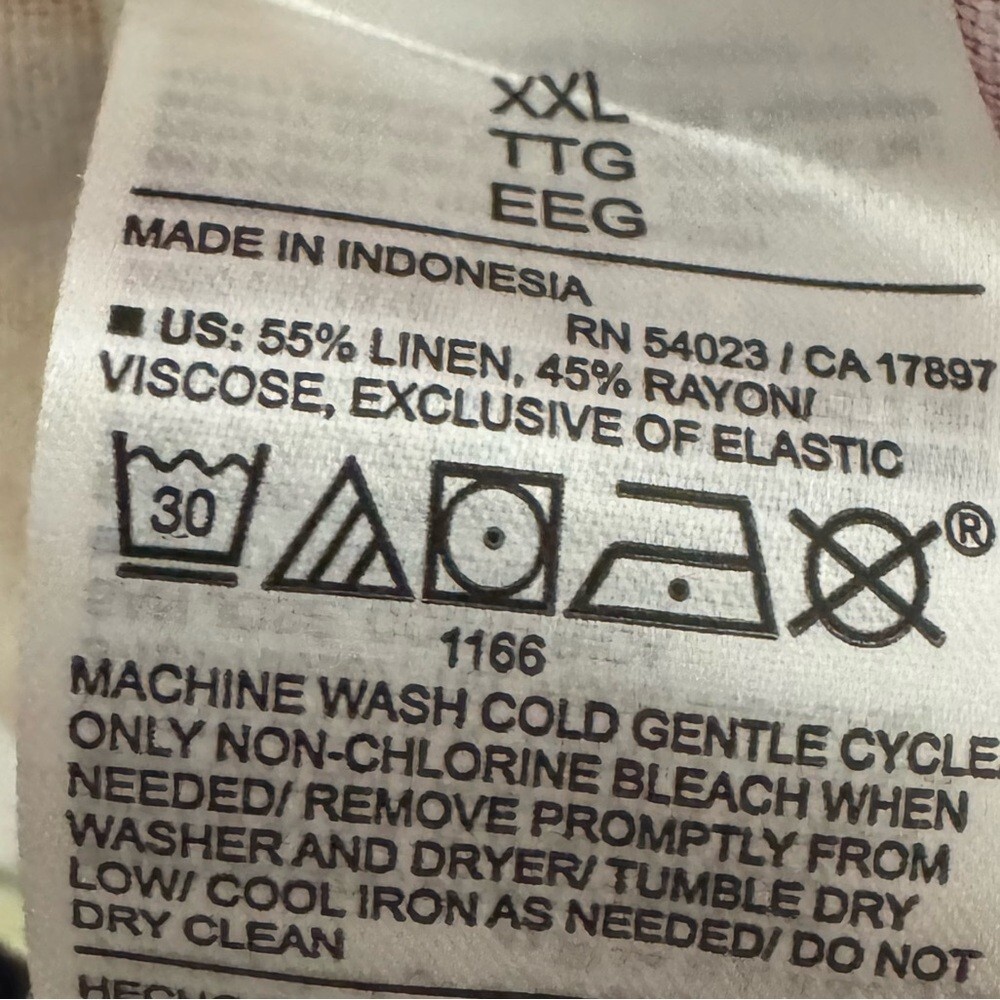 XXL
TTG
EEG
MADE IN INDONESIA
RN 54023 / CA 17897
■ US: 55% LINEN, 45% RAYON/
VISCOSE, EXCLUSIVE OF ELASTIC
30
®
1166
MACHINE WASH COLD GENTLE CYCLE/
ONLY NON-CHLORINE BLEACH WHEN
NEEDED/ REMOVE PROMPTLY FROM
WASHER AND DRYER/ TUMBLE DRY
LOW/ COOL IRON AS NEEDED/ DO NOT
DRY CLEAN